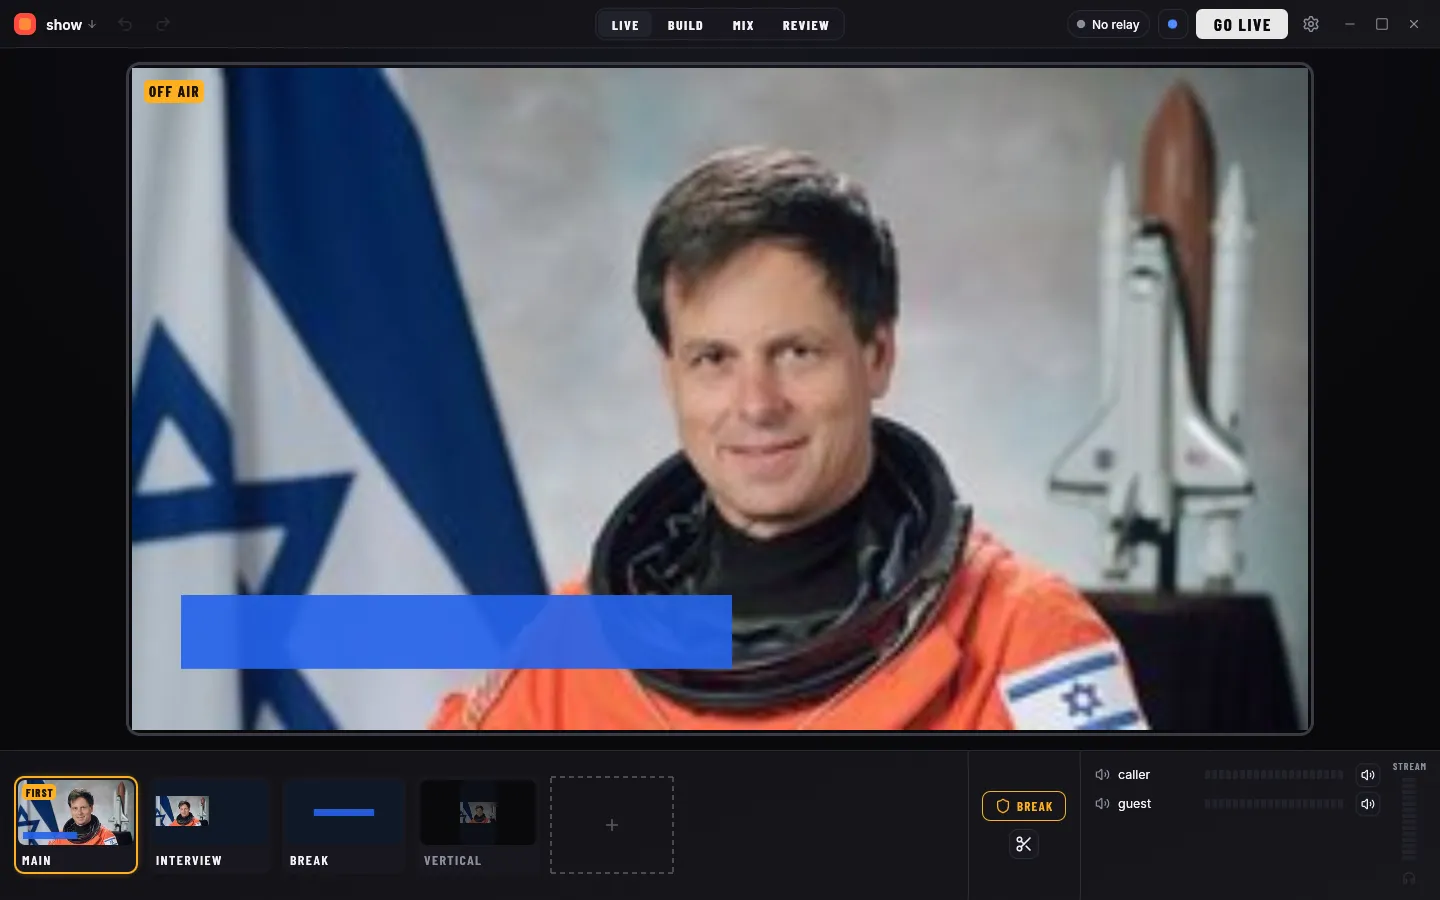 show
LIVE
BUILD
MIX
REVIEW
No relay
GO LIVE
OFF AIR
FIRST
MAIN
INTERVIEW
BREAK
VERTICAL
+
BREAK
caller
guest
STREAM